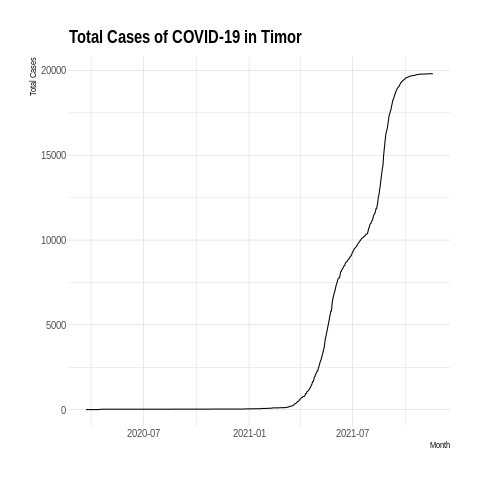 Total Cases of COVID-19 in Timor
Total Cases
20000
15000
10000
5000
0
2020-07 2021-01 2021-07
Month